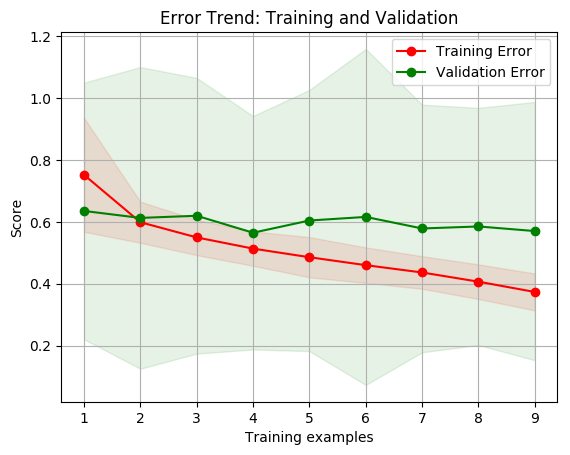 Error Trend: Training and Validation
Training Error
Validation Error
1.2
1.0
0.8
0.6
0.4
0.2
Score
1 2 3 4 5 6 7 8 9
Training examples